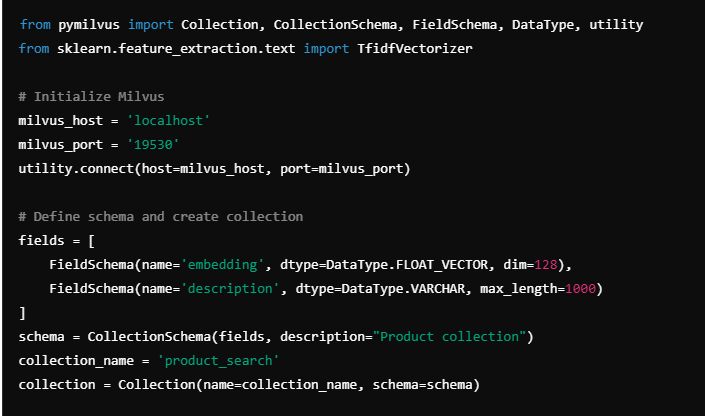 from pymilvus import Collection, CollectionSchema, FieldSchema, DataType, utility
from sklearn.feature_extraction.text import TfidfVectorizer
# Initialize Milvus
milvus_host = 'localhost'
milvus_port = '19530'
utility.connect(host=milvus_host, port=milvus_port)
# Define schema and create collection
fields = [
    FieldSchema(name='embedding', dtype=DataType.FLOAT_VECTOR, dim=128),
    FieldSchema(name='description', dtype=DataType.VARCHAR, max_length=1000)
]
schema = CollectionSchema(fields, description="Product collection")
collection_name = 'product_search'
collection = Collection(name=collection_name, schema=schema)